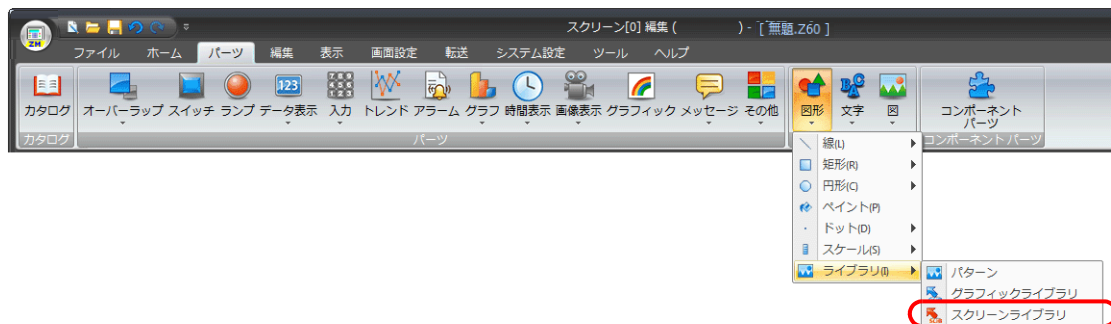 スクリーン[0] 編集 ( ) - [ 無題.Z60 ]
ZM
ファイル ホーム パーツ 編集 表示 画面設定 転送 システム設定 ツール ヘルプ
123
カタログ オーバーラップ スイッチ ランプ データ表示 入力 トレンド アラーム グラフ 時間表示 画像表示 グラフィック メッセージ その他 図形 文字 図 コンポーネント
パーツ
カタログ パーツ コンポーネント パーツ
線(L)
矩形(R)
円形(C)
ペイント(P)
ドット(D)
スケール(S)
ライブラリ(I)
パターン
グラフィックライブラリ
スクリーンライブラリ